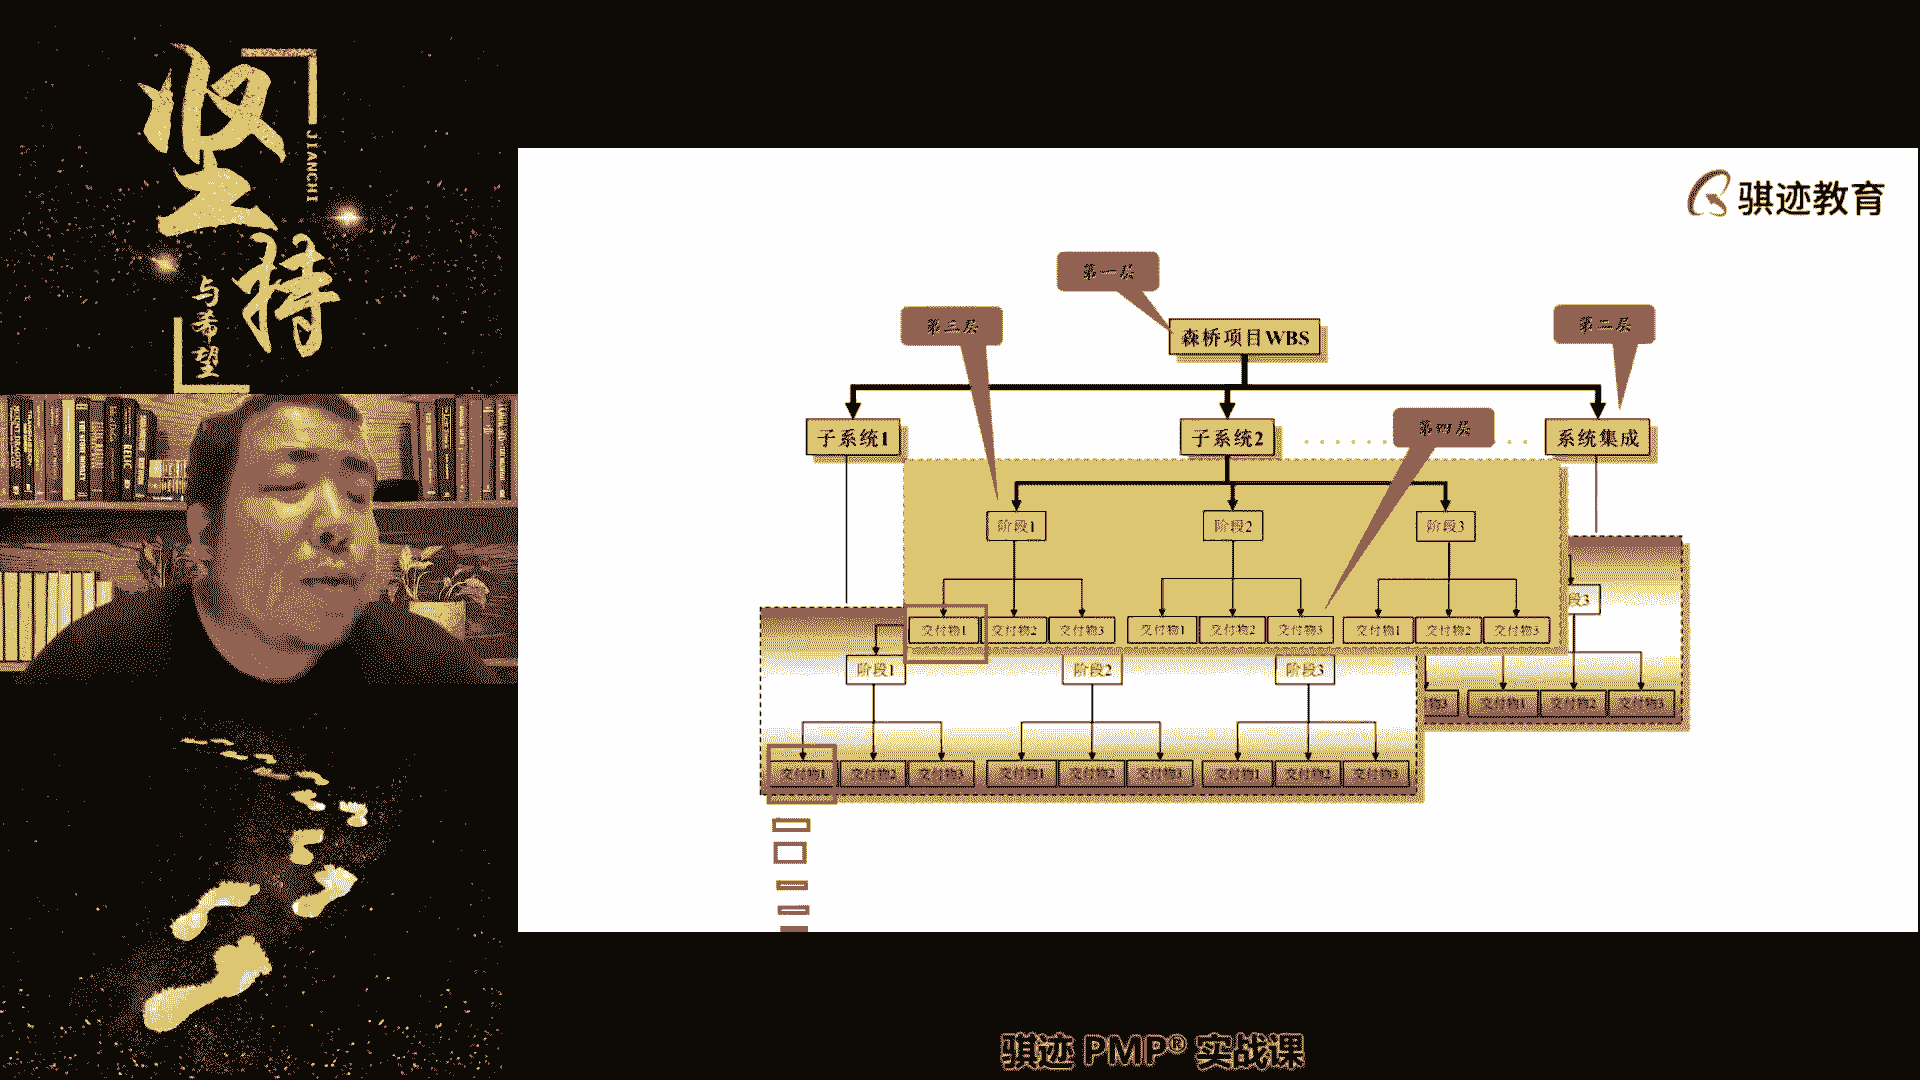 坚持
JIANCHI
与希望
骐迹教育
第一层
第三层
森桥项目WBS
第二层
子系统1
子系统2
第四层
系统集成
阶段1
阶段2
阶段3
段3
交付物1
交付物2
交付物3
交付物1
交付物2
交付物3
交付物1
交付物2
交付物3
阶段1
阶段2
阶段3
物3
交付物1
交付物2
交付物3
交付物1
交付物2
交付物3
交付物1
交付物2
交付物3
交付物1
交付物2
交付物3
骐迹 PMP® 实战课